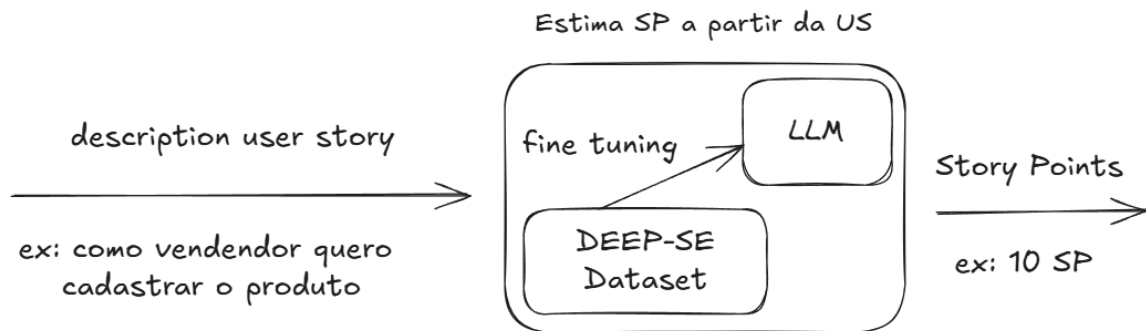 Estima SP a partir da US
description user story
ex: como vendendor quero
cadastrar o produto
fine tuning
LLM
DEEP-SE
Dataset
Story Points
ex: 10 SP